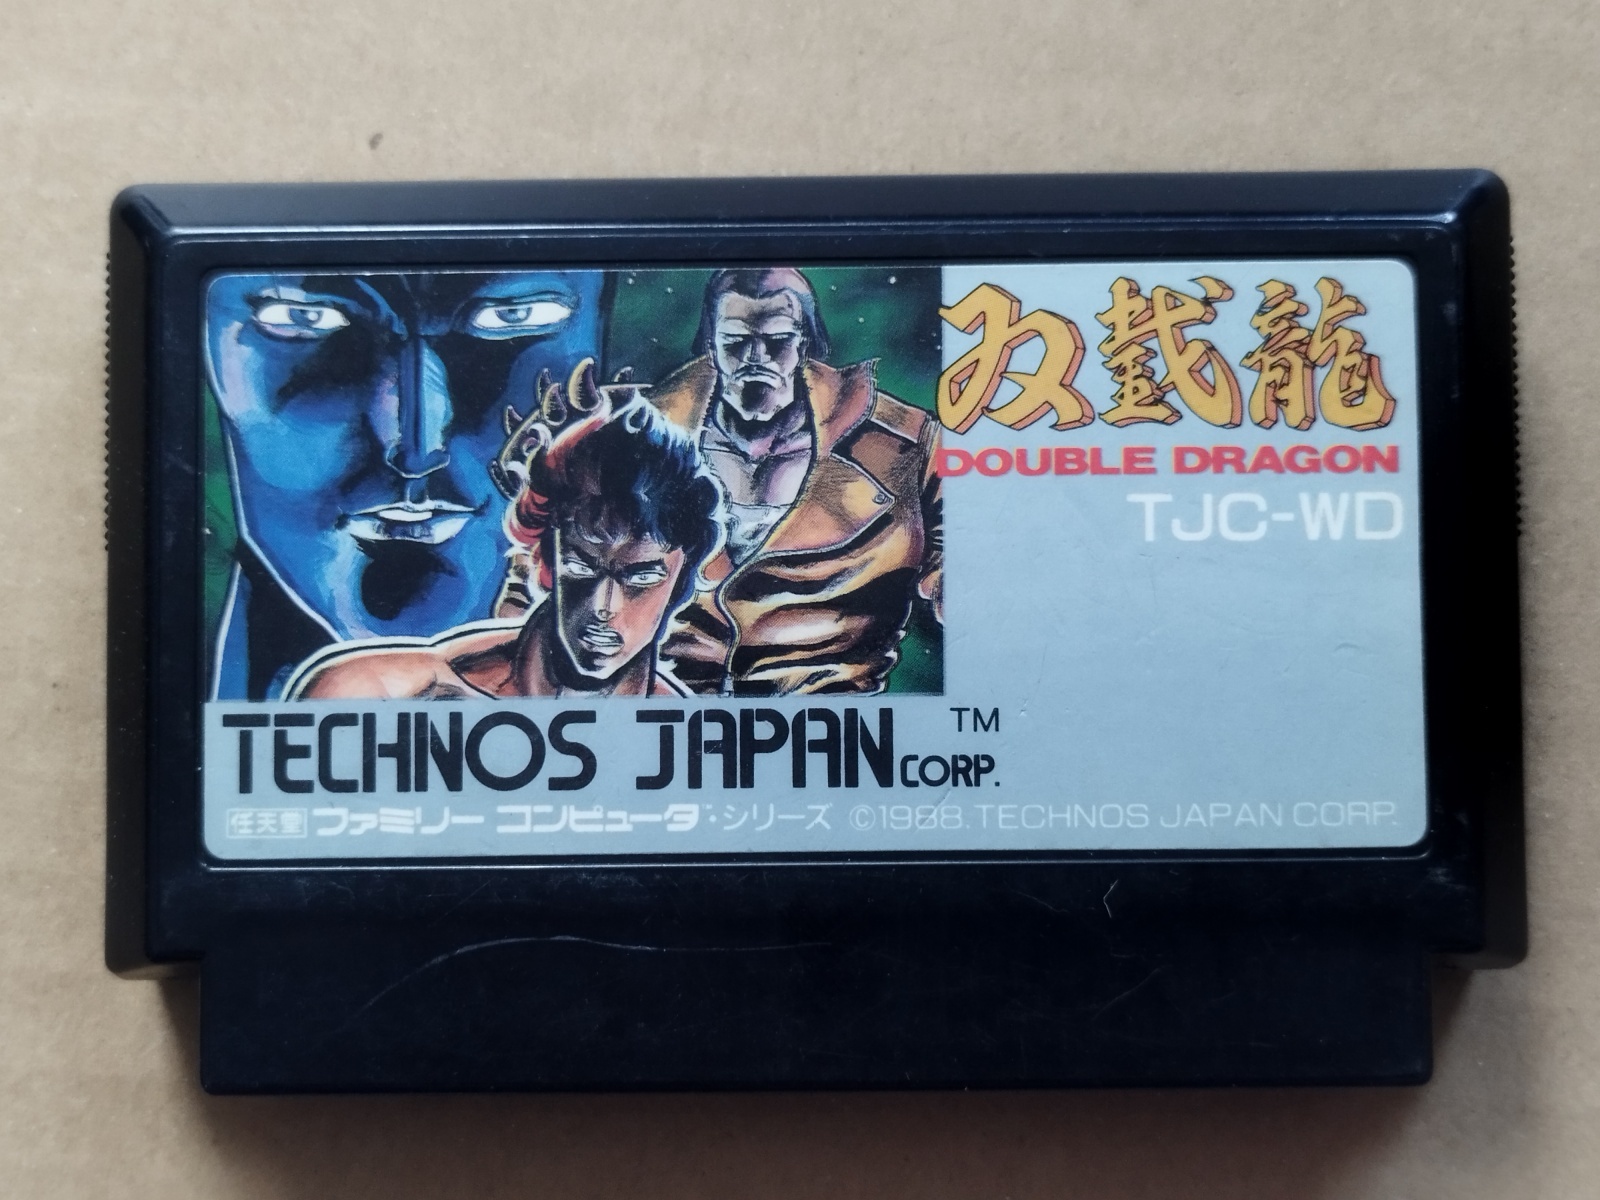 双截龍
DOUBLE DRAGON
TJC-WD
TECHNOS JAPAN CORP. TM
任天堂 ファミリー コンピュータ・シリーズ ©1988. TECHNOS JAPAN CORP.